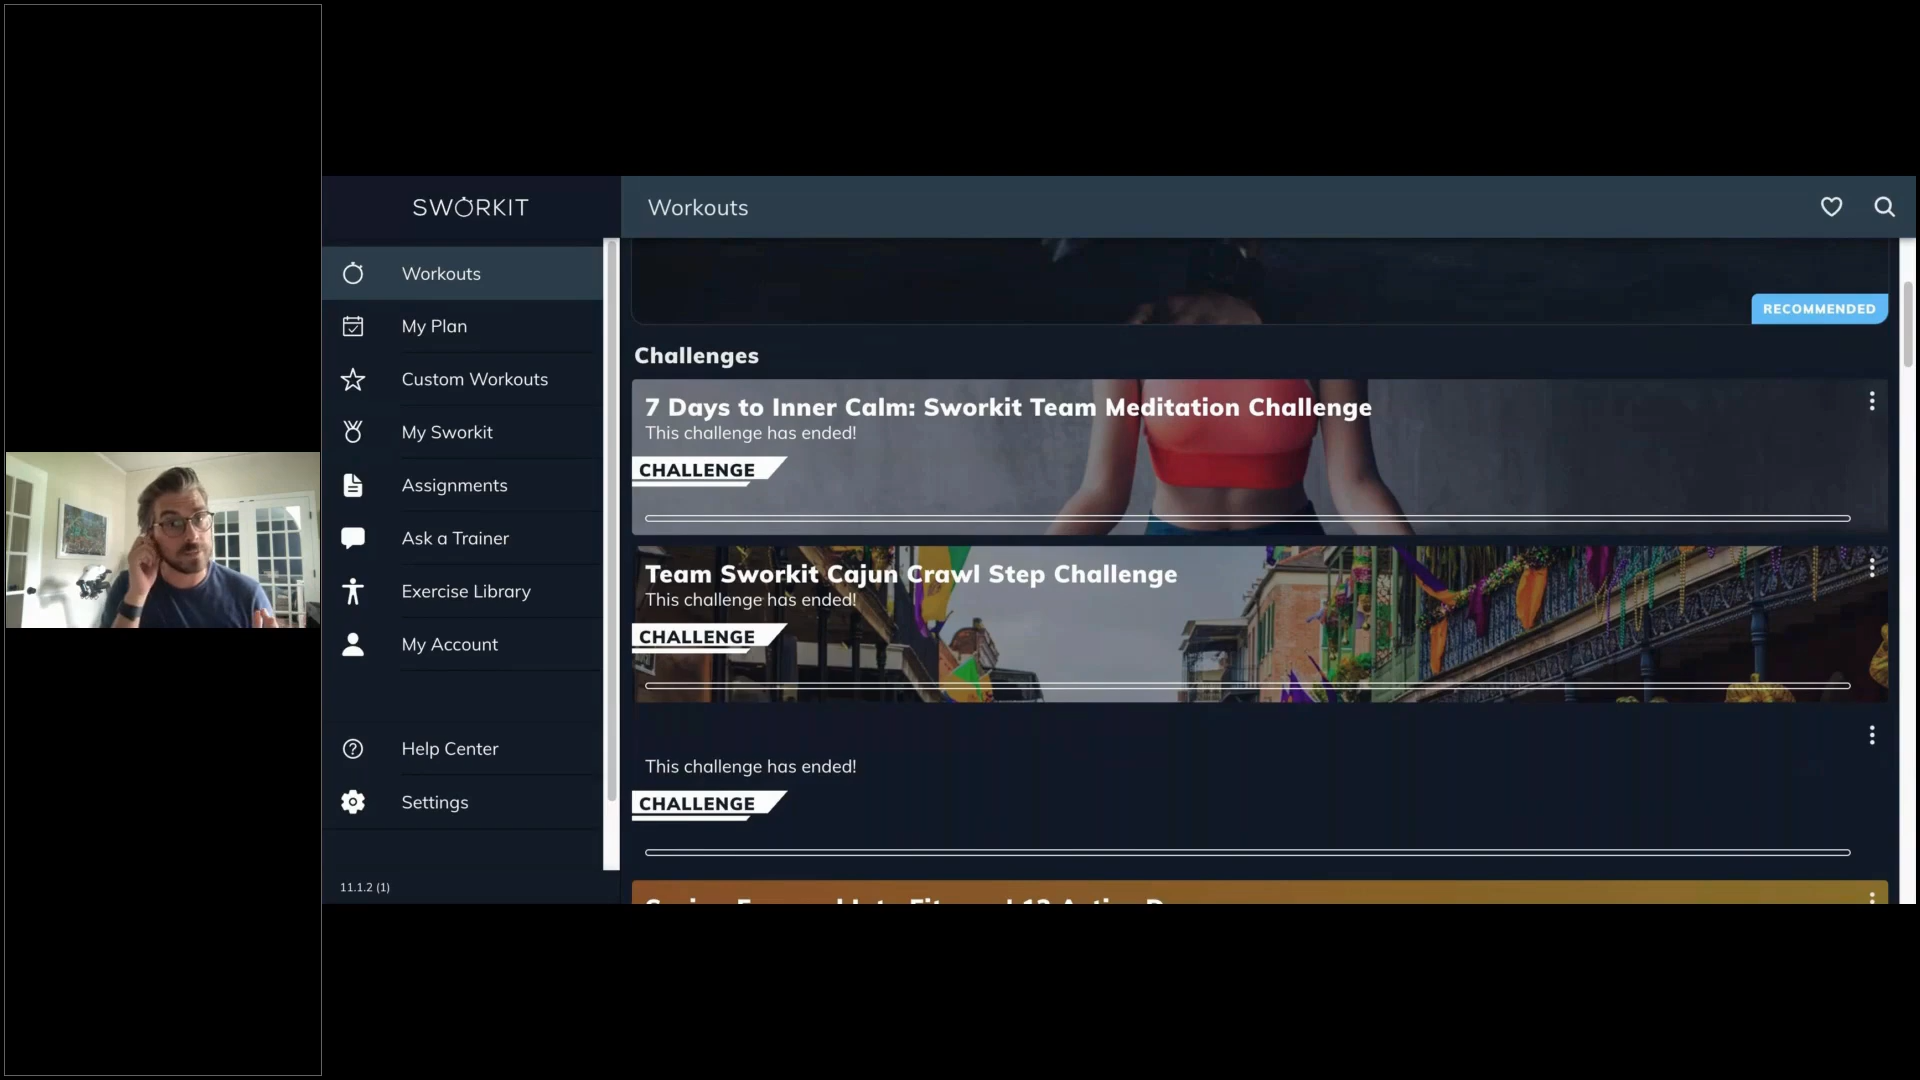 SWORKIT
Workouts
Workouts
My Plan
Custom Workouts
My Sworkit
Assignments
Ask a Trainer
Exercise Library
My Account
Help Center
Settings
11.1.2 (1)
RECOMMENDED
Challenges
7 Days to Inner Calm: Sworkit Team Meditation Challenge
This challenge has ended!
CHALLENGE
Team Sworkit Cajun Crawl Step Challenge
This challenge has ended!
CHALLENGE
This challenge has ended!
CHALLENGE